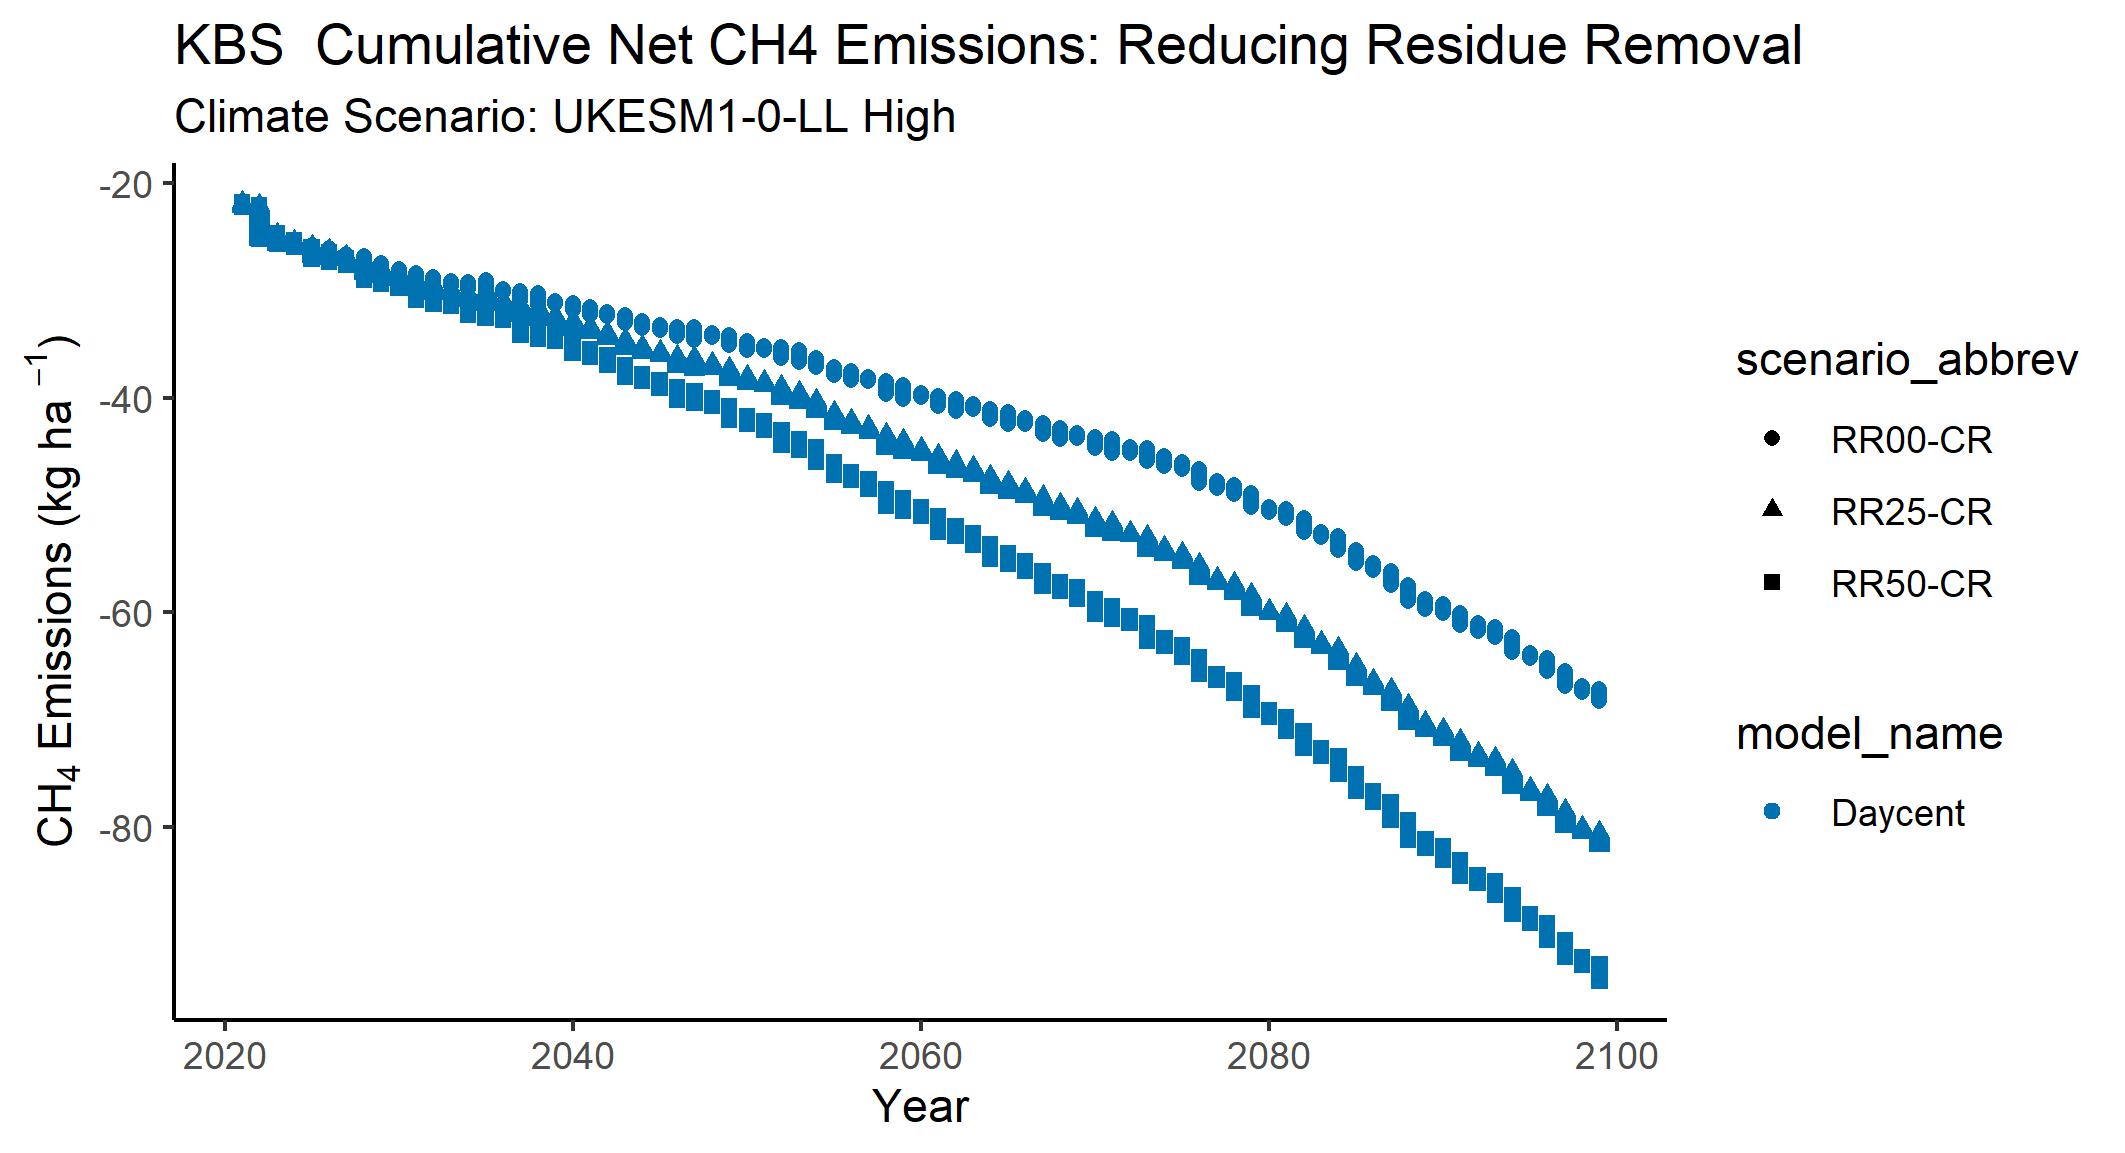 KBS  Cumulative Net CH4 Emissions: Reducing Residue Removal
Climate Scenario: UKESM1-0-LL High
CH₄ Emissions (kg ha ⁻¹)
-20
-40
-60
-80
2020 2040 2060 2080 2100
Year
scenario_abbrev
RR00-CR
RR25-CR
RR50-CR
model_name
Daycent